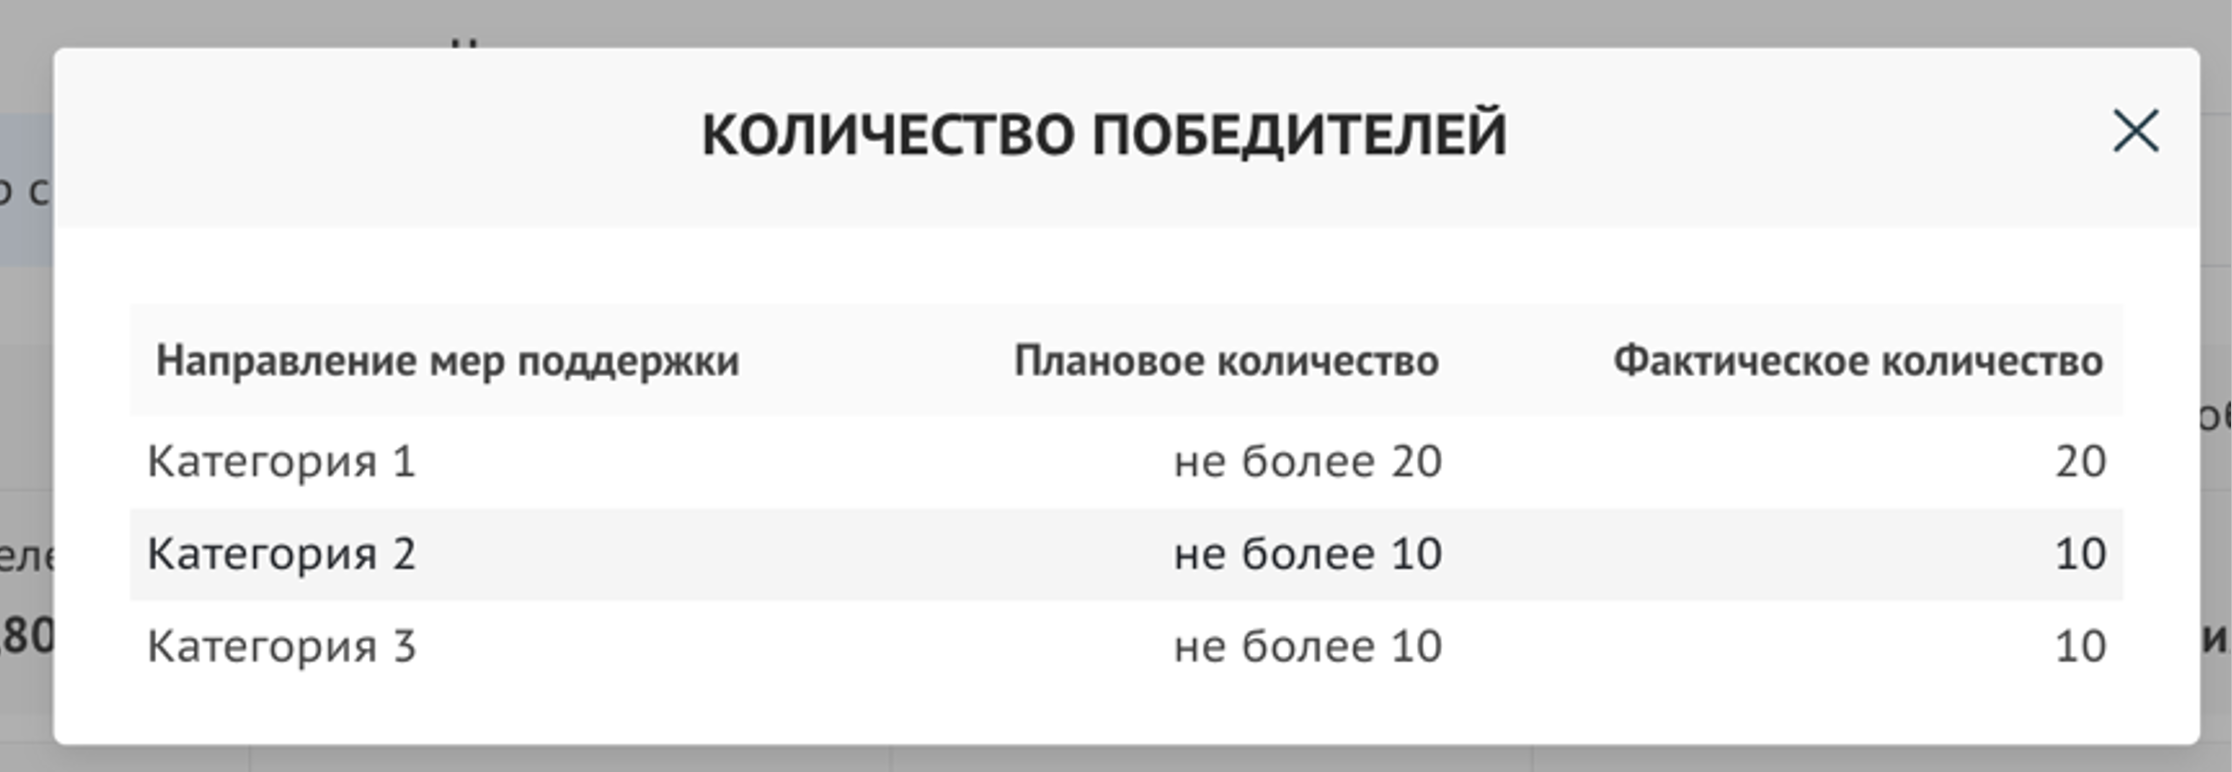 КОЛИЧЕСТВО ПОБЕДИТЕЛЕЙ
Направление мер поддержки Плановое количество Фактическое количество
Категория 1 не более 20 20
Категория 2 не более 10 10
Категория 3 не более 10 10